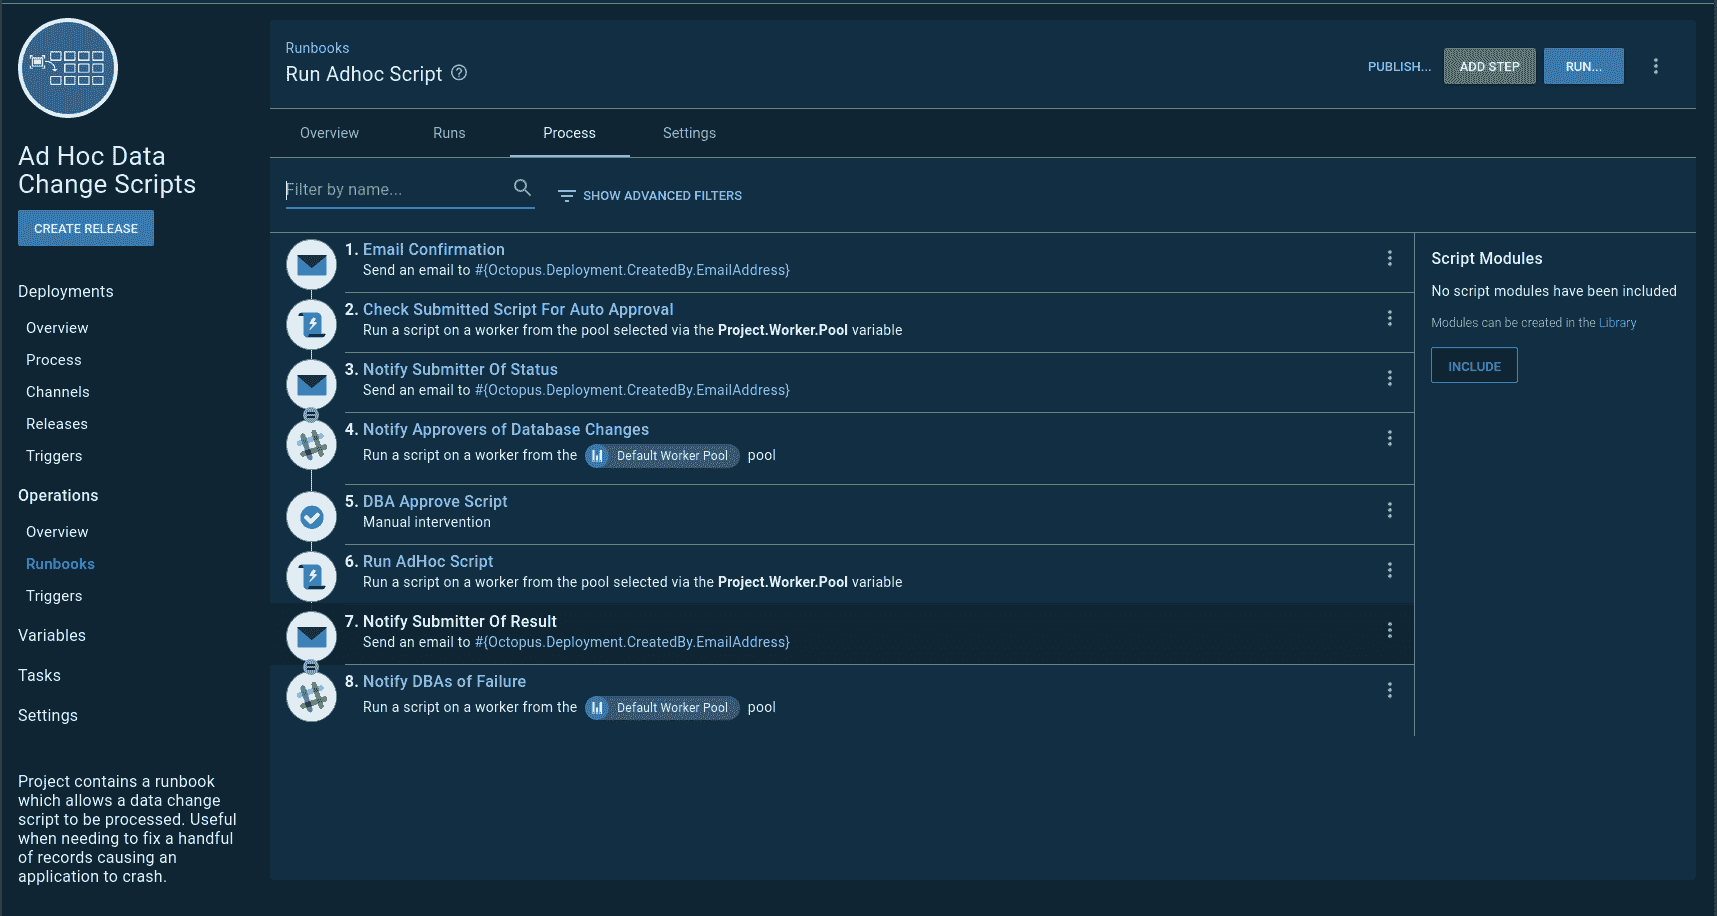 Ad Hoc Data
Change Scripts
CREATE RELEASE
Deployments
Overview
Process
Channels
Releases
Triggers
Operations
Overview
Runbooks
Triggers
Variables
Tasks
Settings
Project contains a runbook
which allows a data change
script to be processed. Useful
when needing to fix a handful
of records causing an
application to crash.
Runbooks
Run Adhoc Script
PUBLISH...
ADD STEP
RUN...
Overview
Runs
Process
Settings
Filter by name...
SHOW ADVANCED FILTERS
1. Email Confirmation
Send an email to #{Octopus.Deployment.CreatedBy.EmailAddress}
2. Check Submitted Script For Auto Approval
Run a script on a worker from the pool selected via the Project.Worker.Pool variable
3. Notify Submitter Of Status
Send an email to #{Octopus.Deployment.CreatedBy.EmailAddress}
4. Notify Approvers of Database Changes
Run a script on a worker from the Default Worker Pool pool
5. DBA Approve Script
Manual intervention
6. Run AdHoc Script
Run a script on a worker from the pool selected via the Project.Worker.Pool variable
7. Notify Submitter Of Result
Send an email to #{Octopus.Deployment.CreatedBy.EmailAddress}
8. Notify DBAs of Failure
Run a script on a worker from the Default Worker Pool pool
Script Modules
No script modules have been included
Modules can be created in the Library
INCLUDE